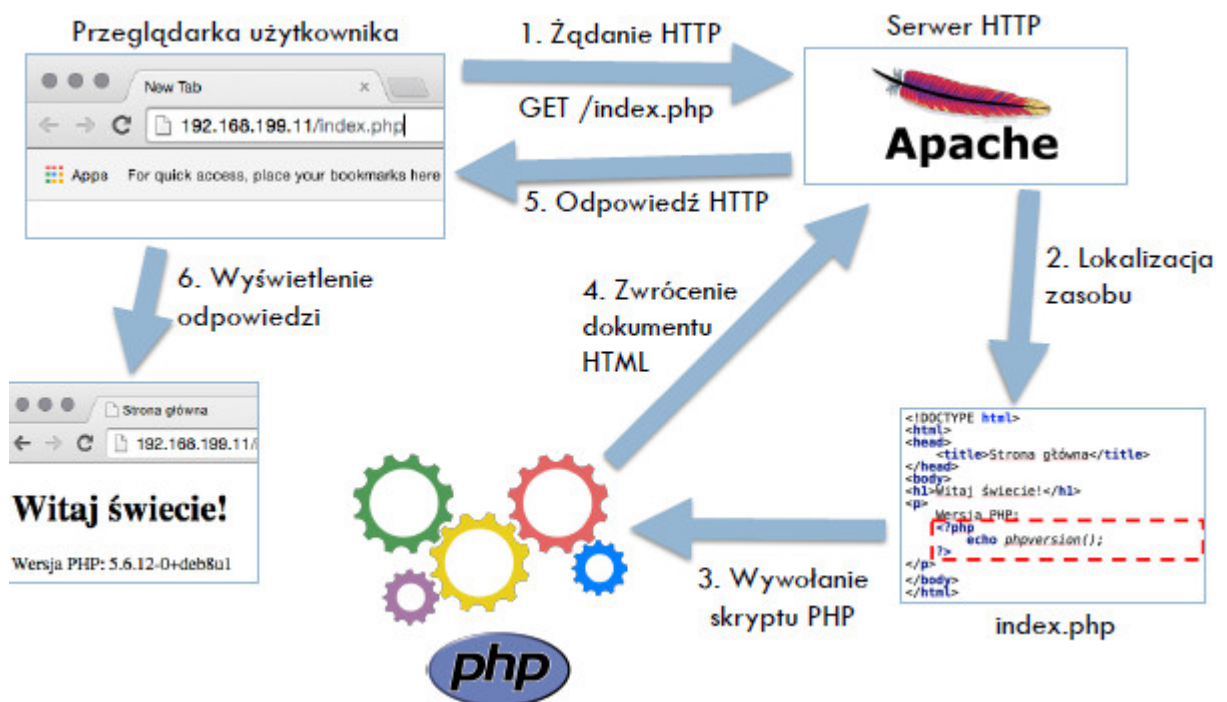 Przeglądarka użytkownika
New Tab
192.168.199.11/index.php
Apps For quick access, place your bookmarks here
1. Żądanie HTTP
GET /index.php
Serwer HTTP
Apache
5. Odpowiedź HTTP
2. Lokalizacja
zasobu
6. Wyświetlenie
odpowiedzi
4. Zwrócenie
dokumentu
HTML
Strona główna
192.168.199.11/
Witaj świecie!
Wersja PHP: 5.6.12-0+deb8u1
<!DOCTYPE html>
<html>
<head>
<title>Strona główna</title>
</head>
<body>
<h1>Witaj świecie!</h1>
<p>
Wersja PHP:
<?php
echo phpversion();
?>
</p>
</body>
</html>
index.php
3. Wywołanie
skryptu PHP
php